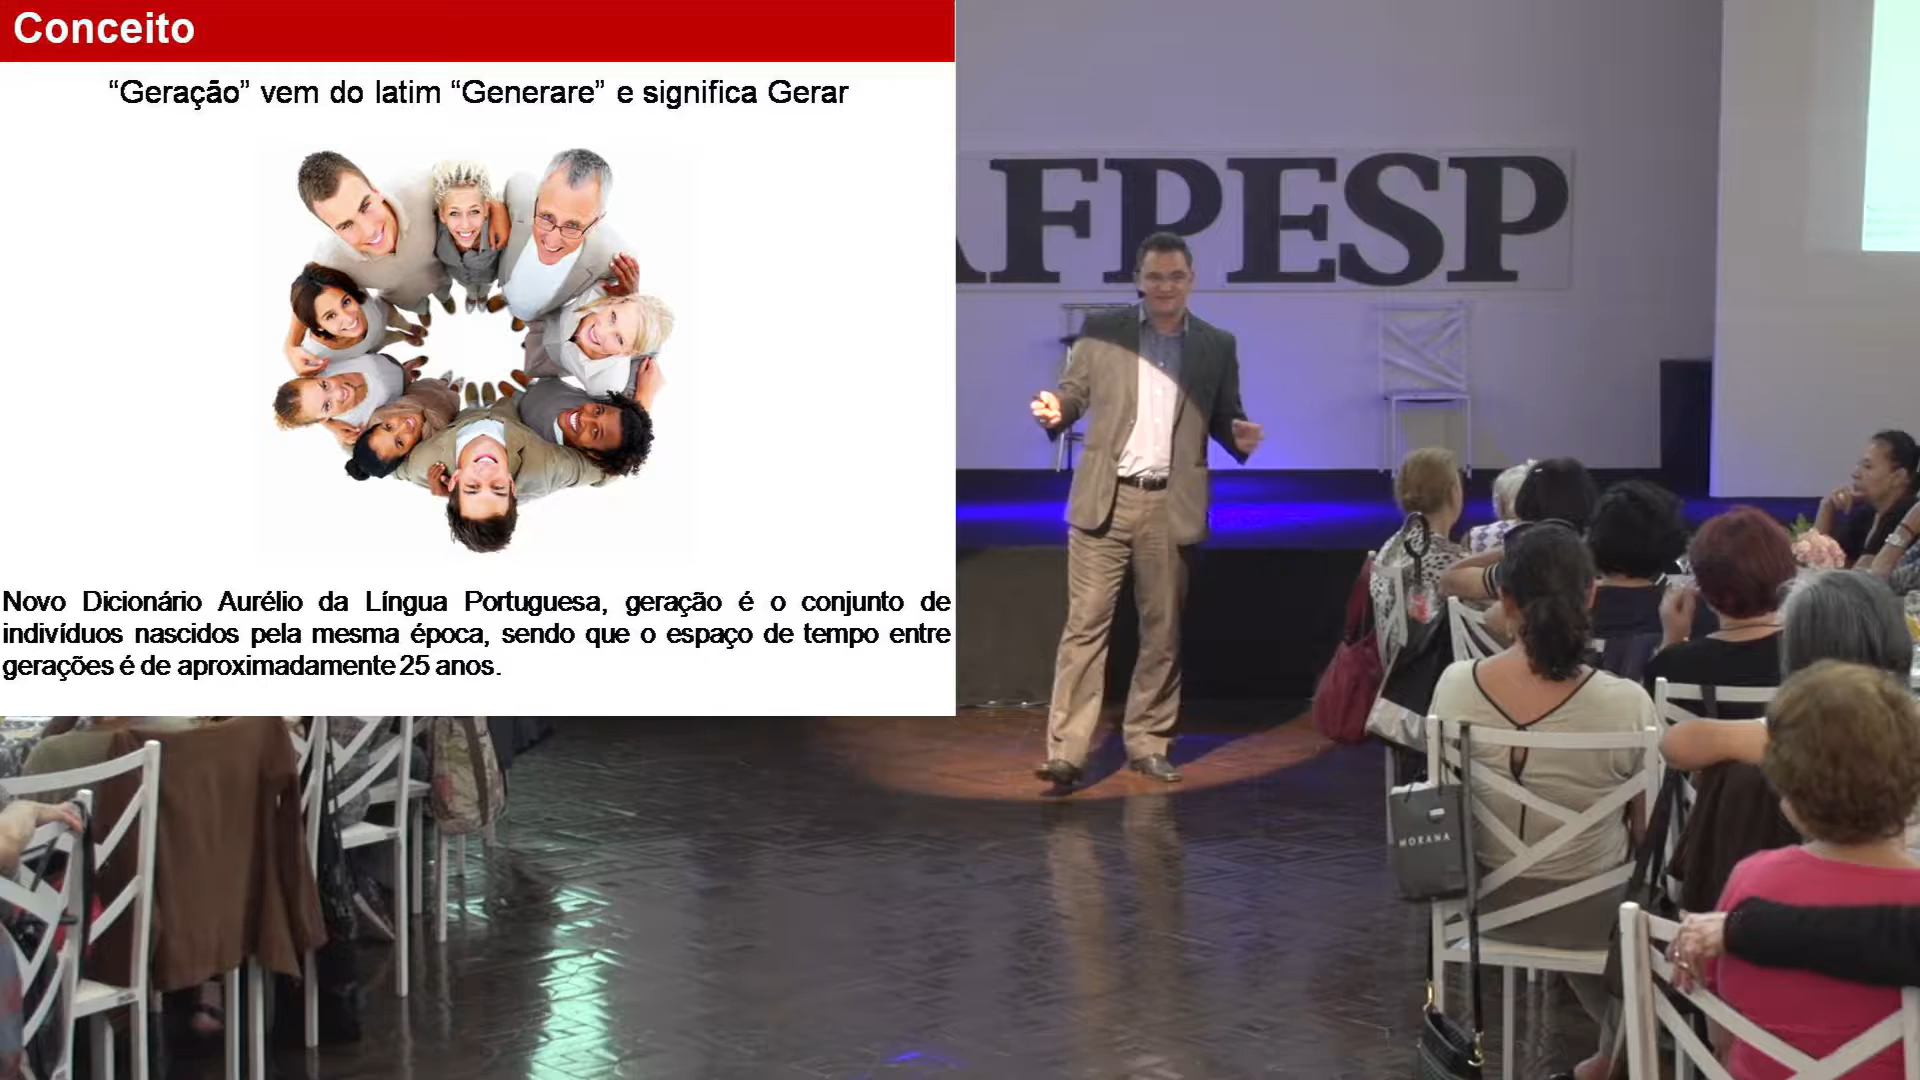 Conceito
“Geração” vem do latim “Generare” e significa Gerar
AFPESP
Novo Dicionário Aurélio da Língua Portuguesa, geração é o conjunto de
indivíduos nascidos pela mesma época, sendo que o espaço de tempo entre
gerações é de aproximadamente 25 anos.
MORANA